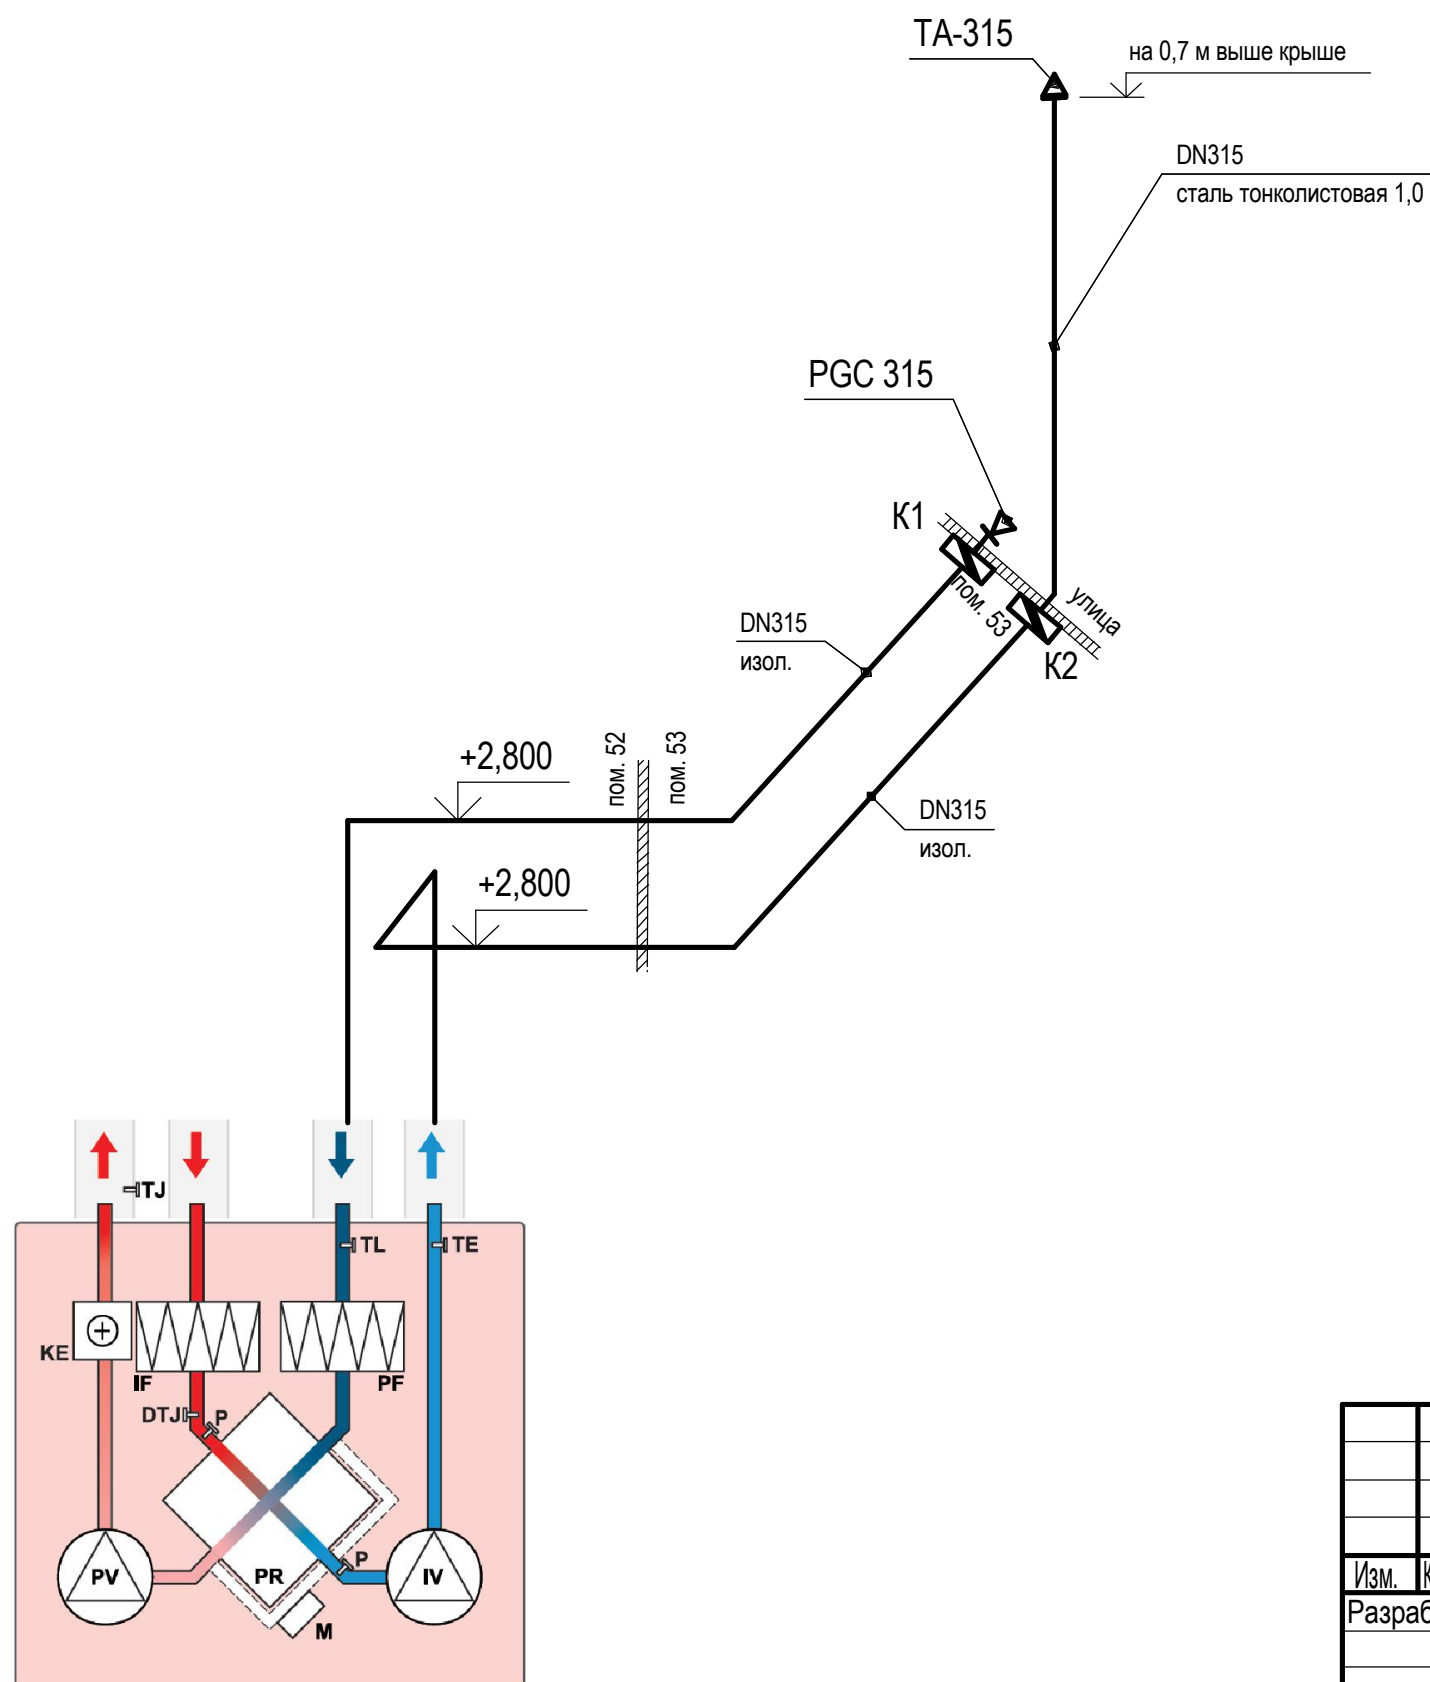 TA-315
на 0,7 м выше крыше
DN315
сталь тонколистовая 1,0
PGC 315
К1
пом. 53
улица
К2
DN315
изол.
+2,800
пом. 52
пом. 53
DN315
изол.
+2,800
TJ
TL
TE
KE
IF
PF
DTJ
P
PV
PR
P
IV
M
Изм.
Разраб